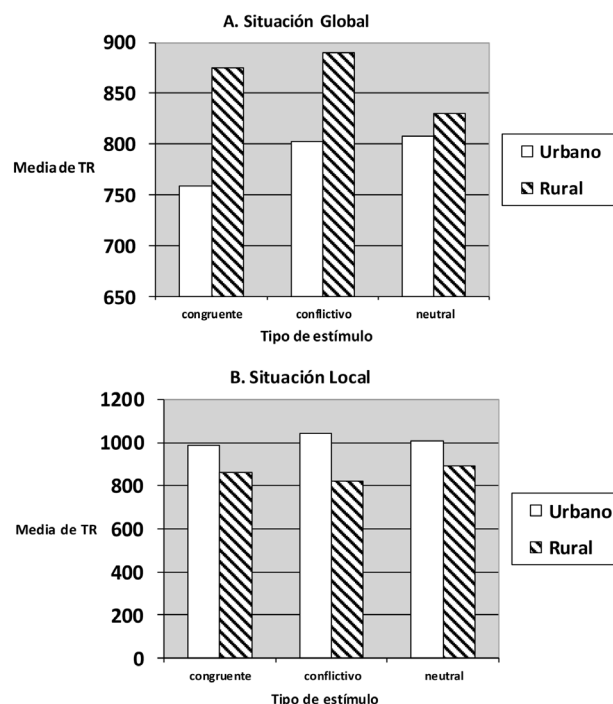 A. Situación Global
900
850
800
750
700
650
Media de TR
congruente conflictivo neutral
Tipo de estímulo
Urbano
Rural
B. Situación Local
1200
1000
800
600
400
200
0
Media de TR
congruente conflictivo neutral
Tipo de estímulo
Urbano
Rural